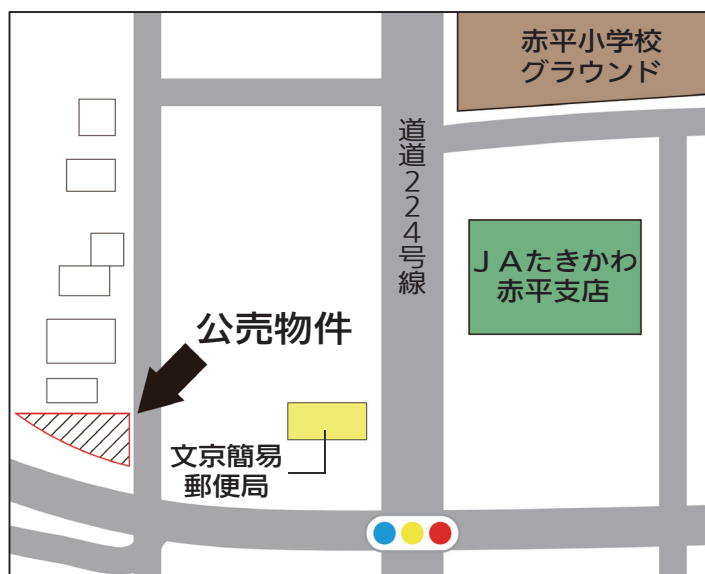 赤平小学校
グラウンド
道道224号線
ＪＡたきかわ
赤平支店
公売物件
文京簡易
郵便局